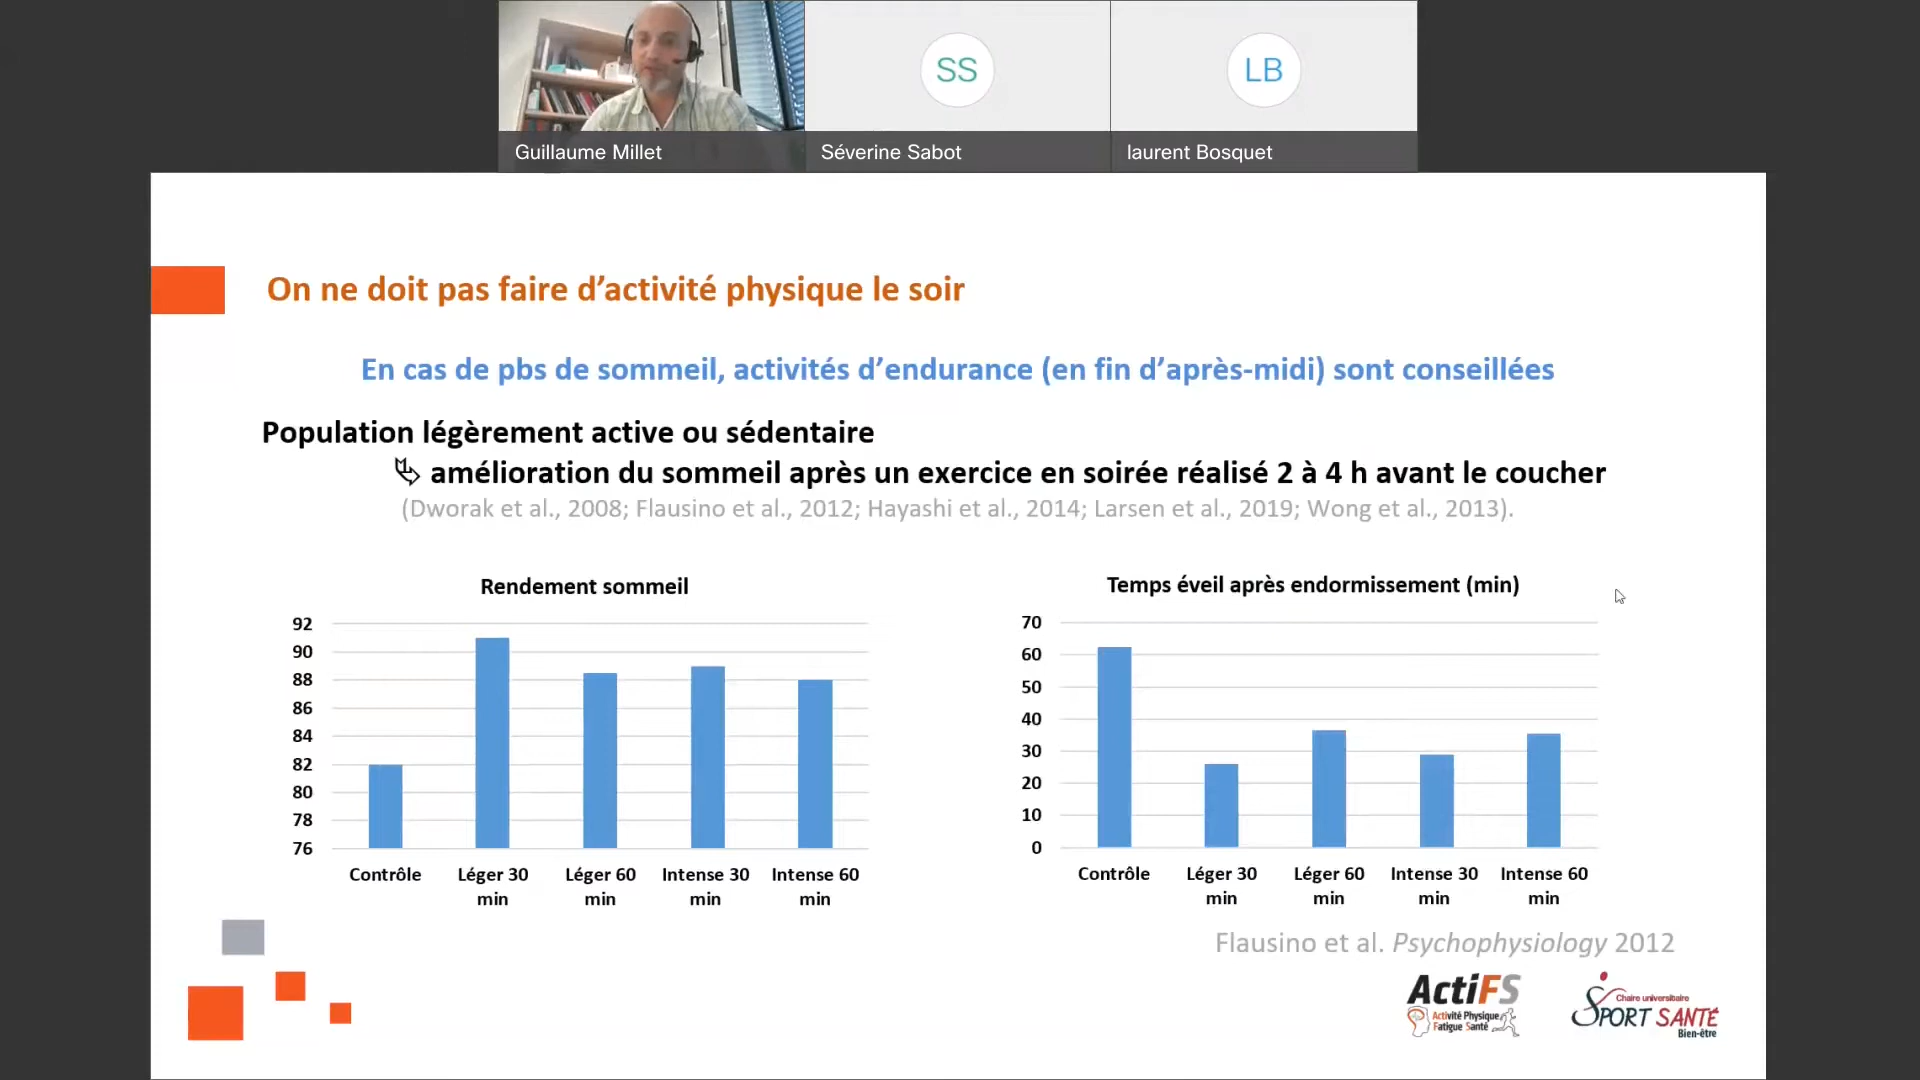 SS
LB
Guillaume Millet
Séverine Sabot
laurent Bosquet
On ne doit pas faire d’activité physique le soir
En cas de pbs de sommeil, activités d’endurance (en fin d’après-midi) sont conseillées
Population légèrement active ou sédentaire
amélioration du sommeil après un exercice en soirée réalisé 2 à 4 h avant le coucher
(Dworak et al., 2008; Flausino et al., 2012; Hayashi et al., 2014; Larsen et al., 2019; Wong et al., 2013).
Rendement sommeil
92
90
88
86
84
82
80
78
76
Contrôle Léger 30 Léger 60 Intense 30 Intense 60
min min min min
Temps éveil après endormissement (min)
70
60
50
40
30
20
10
0
Contrôle Léger 30 Léger 60 Intense 30 Intense 60
min min min min
Flausino et al. Psychophysiology 2012
ActiFS
Activité Physique
Fatigue Santé
Chaire universitaire
SPORT SANTÉ
Bien-être